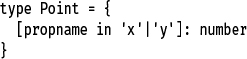 type Point = {
  [propname in 'x'|'y']: number
}